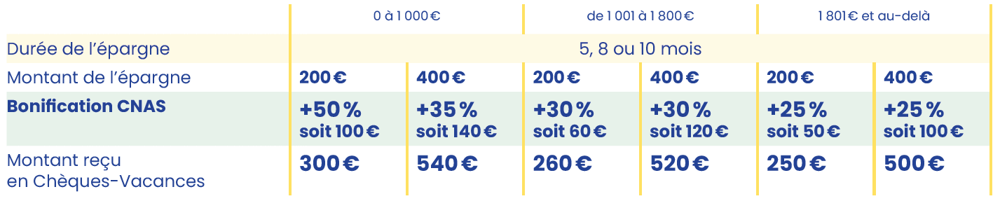 0 à 1 000 € de 1 001 à 1 800 € 1 801 € et au-delà
Durée de l’épargne 5, 8 ou 10 mois
Montant de l’épargne 200 € 400 € 200 € 400 € 200 € 400 €
Bonification CNAS +50 % +35 % +30 % +30 % +25 % +25 %
soit 100 € soit 140 € soit 60 € soit 120 € soit 50 € soit 100 €
Montant reçu
en Chèques-Vacances 300 € 540 € 260 € 520 € 250 € 500 €